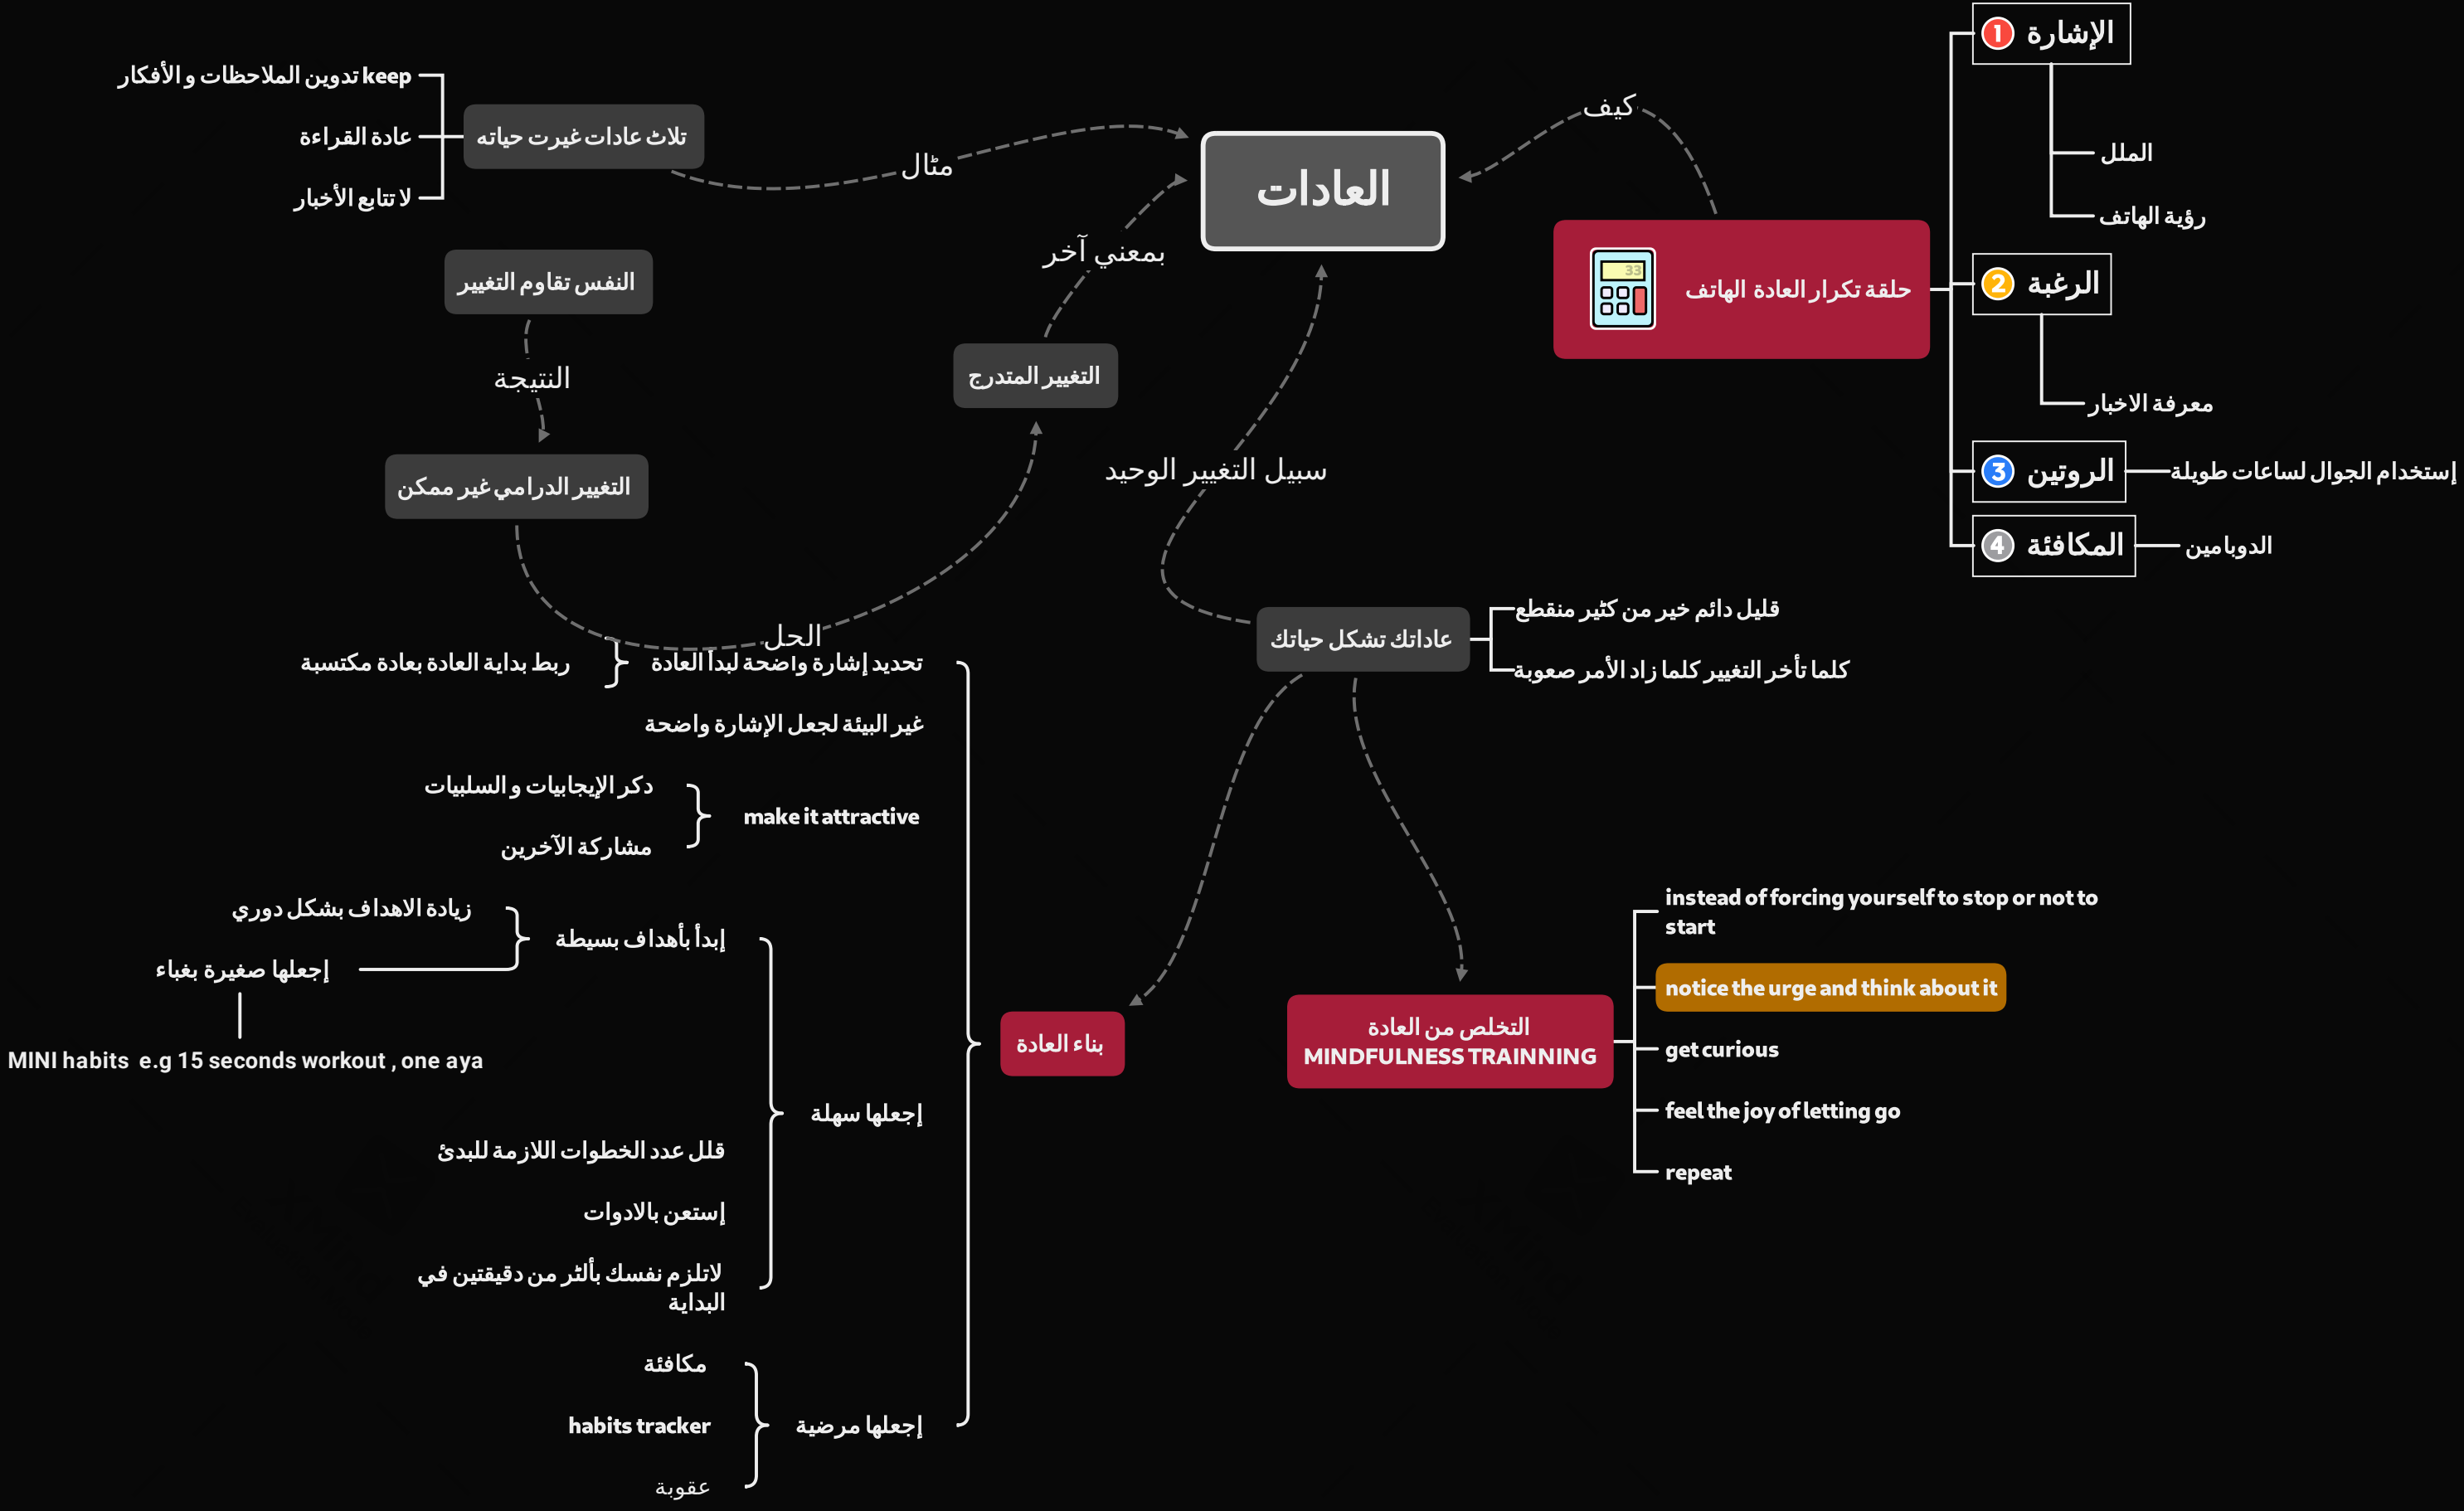 العادات
كيف
حلقة تكرار العادة الهاتف
33
1 الإشارة
الملل
رؤية الهاتف
2 الرغبة
معرفة الاخبار
3 الروتين
إستخدام الجوال لساعات طويلة
4 المكافئة
الدوبامين
مثال
تلاث عادات غيرت حياته
keep تدوين الملاحظات و الأفكار
عادة القراءة
لا تتابع الأخبار
النفس تقاوم التغيير
النتيجة
التغيير الدرامي غير ممكن
الحل
التغيير المتدرج
بمعني آخر
سبيل التغيير الوحيد
عاداتك تشكل حياتك
قليل دائم خير من كثير منقطع
كلما تأخر التغيير كلما زاد الأمر صعوبة
بناء العادة
تحديد إشارة واضحة لبدأ العادة
ربط بداية العادة بعادة مكتسبة
غير البيئة لجعل الإشارة واضحة
make it attractive
دكر الإيجابيات و السلبيات
مشاركة الآخرين
إجعلها سهلة
إبدأ بأهداف بسيطة
زيادة الاهداف بشكل دوري
إجعلها صغيرة بغباء
MINI habits e.g 15 seconds workout , one aya
قلل عدد الخطوات اللازمة للبدئ
إستعن بالادوات
لاتلزم نفسك بألثر من دقيقتين في
البداية
إجعلها مرضية
مكافئة
habits tracker
عقوبة
التخلص من العادة
MINDFULNESS TRAINNING
instead of forcing yourself to stop or not to
start
notice the urge and think about it
get curious
feel the joy of letting go
repeat